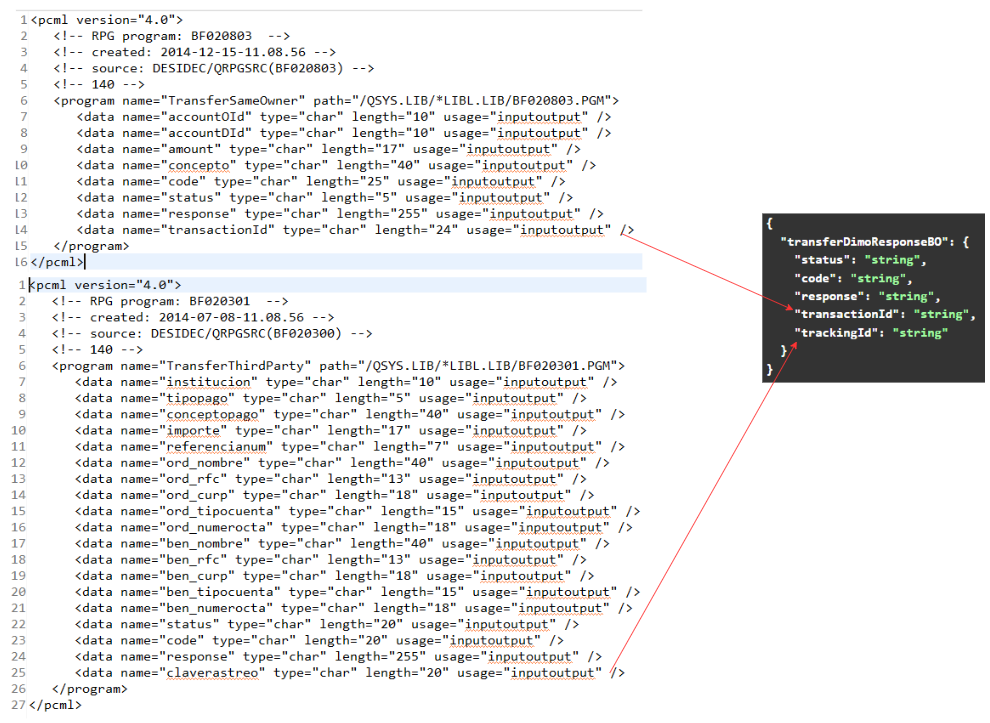 1 <pcml version="4.0">
2 <!-- RPG program: BF020803  -->
3 <!-- created: 2014-12-15-11.08.56 -->
4 <!-- source: DESIDEC/QRPGSRC(BF020803) -->
5 <!-- 140 -->
6 <program name="TransferSameOwner" path="/QSYS.LIB/*LIBL.LIB/BF020803.PGM">
7 <data name="accountOId" type="char" length="10" usage="inputoutput" />
8 <data name="accountDId" type="char" length="10" usage="inputoutput" />
9 <data name="amount" type="char" length="17" usage="inputoutput" />
10 <data name="concepto" type="char" length="40" usage="inputoutput" />
11 <data name="code" type="char" length="25" usage="inputoutput" />
12 <data name="status" type="char" length="5" usage="inputoutput" />
13 <data name="response" type="char" length="255" usage="inputoutput" />
14 <data name="transactionId" type="char" length="24" usage="inputoutput" />
15 </program>
16 </pcml>
1 <pcml version="4.0">
2 <!-- RPG program: BF020301  -->
3 <!-- created: 2014-07-08-11.08.56 -->
4 <!-- source: DESIDEC/QRPGSRC(BF020300) -->
5 <!-- 140 -->
6 <program name="TransferThirdParty" path="/QSYS.LIB/*LIBL.LIB/BF020301.PGM">
7 <data name="institucion" type="char" length="10" usage="inputoutput" />
8 <data name="tipopago" type="char" length="5" usage="inputoutput" />
9 <data name="conceptopago" type="char" length="40" usage="inputoutput" />
10 <data name="importe" type="char" length="17" usage="inputoutput" />
11 <data name="referencianum" type="char" length="7" usage="inputoutput" />
12 <data name="ord_nombre" type="char" length="40" usage="inputoutput" />
13 <data name="ord_rfc" type="char" length="13" usage="inputoutput" />
14 <data name="ord_curp" type="char" length="18" usage="inputoutput" />
15 <data name="ord_tipocuenta" type="char" length="15" usage="inputoutput" />
16 <data name="ord_numerocta" type="char" length="18" usage="inputoutput" />
17 <data name="ben_nombre" type="char" length="40" usage="inputoutput" />
18 <data name="ben_rfc" type="char" length="13" usage="inputoutput" />
19 <data name="ben_curp" type="char" length="18" usage="inputoutput" />
20 <data name="ben_tipocuenta" type="char" length="15" usage="inputoutput" />
21 <data name="ben_numerocta" type="char" length="18" usage="inputoutput" />
22 <data name="status" type="char" length="20" usage="inputoutput" />
23 <data name="code" type="char" length="20" usage="inputoutput" />
24 <data name="response" type="char" length="255" usage="inputoutput" />
25 <data name="claverastreo" type="char" length="20" usage="inputoutput" />
26 </program>
27 </pcml>
{
"transferDimoResponseBO": {
"status": "string",
"code": "string",
"response": "string",
"transactionId": "string",
"trackingId": "string"
}
}